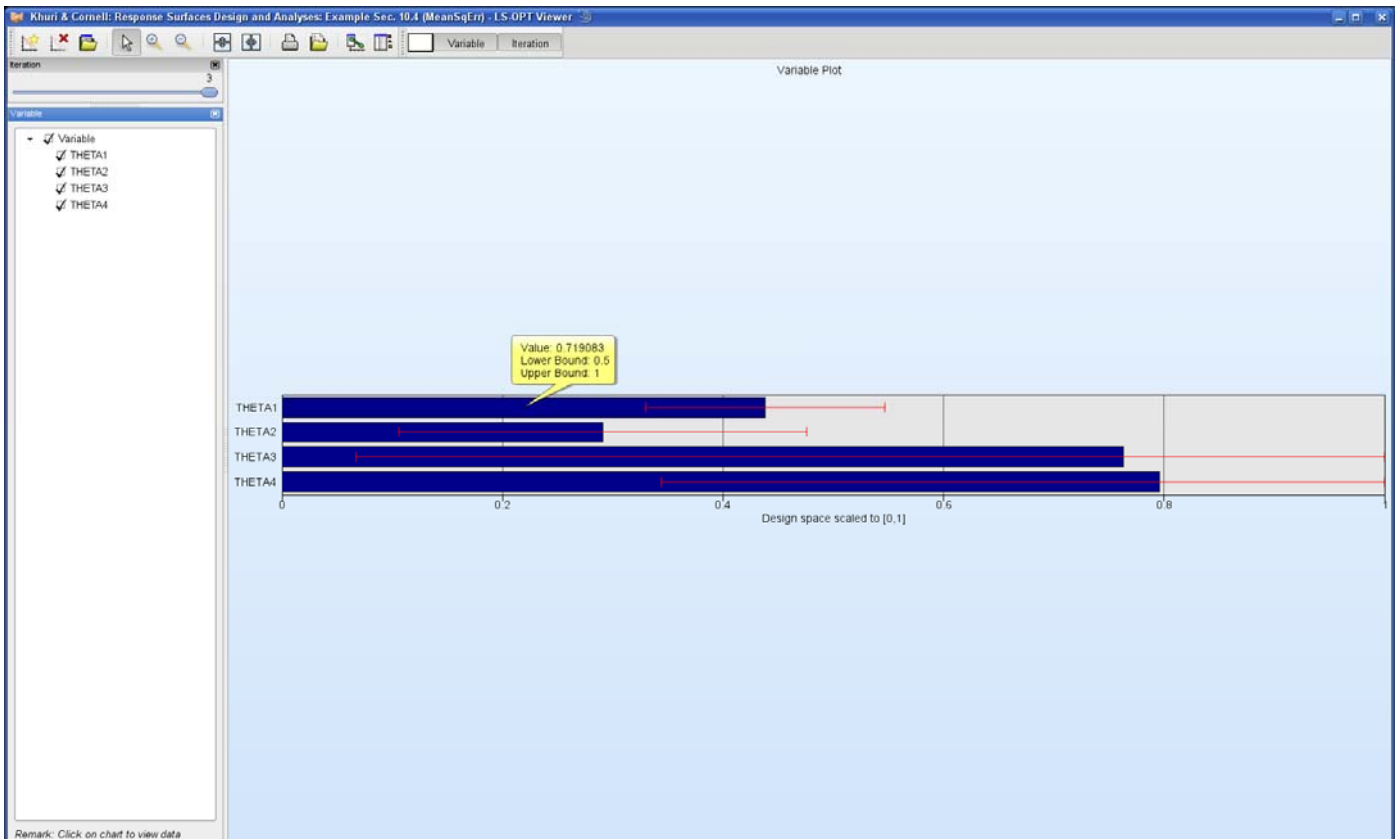 Khuri & Cornell: Response Surfaces Design and Analyses: Example Sec. 10.4 (MeanSqErr) - LS-OPT Viewer
Variable Iteration
Iteration
3
Variable
Variable
THETA1
THETA2
THETA3
THETA4
Variable Plot
Value: 0.719083
Lower Bound: 0.5
Upper Bound: 1
THETA1
THETA2
THETA3
THETA4
0 0.2 0.4 0.6 0.8 1
Design space scaled to [0,1]
Remark: Click on chart to view data